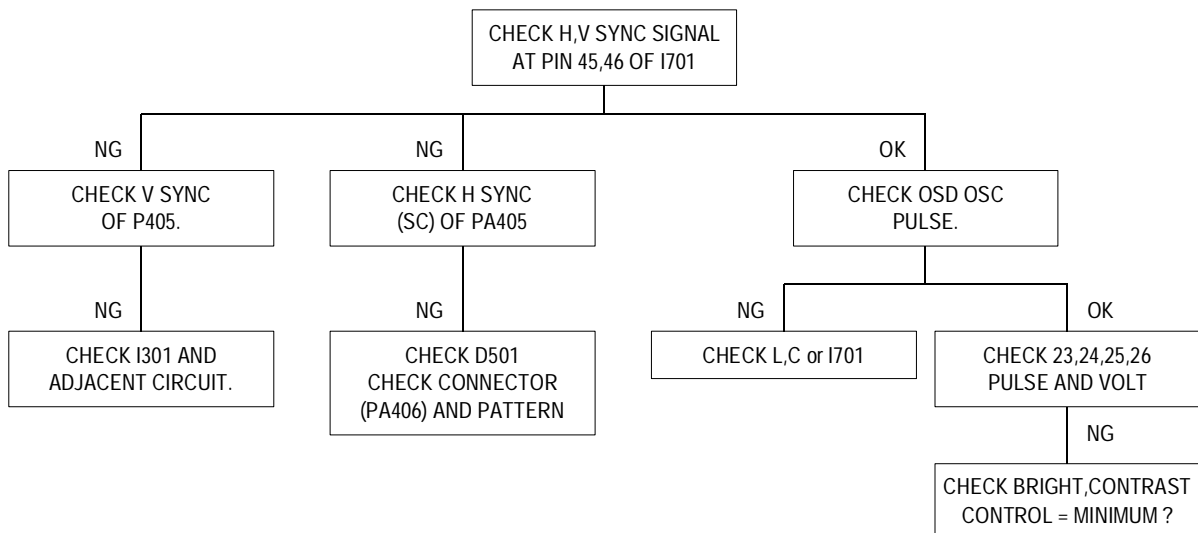 CHECK H,V SYNC SIGNAL
AT PIN 45,46 OF I701
NG
NG
OK
CHECK V SYNC
OF P405.
CHECK H SYNC
(SC) OF PA405
CHECK OSD OSC
PULSE.
NG
NG
NG
OK
CHECK I301 AND
ADJACENT CIRCUIT.
CHECK D501
CHECK CONNECTOR
(PA406) AND PATTERN
CHECK L,C or I701
CHECK 23,24,25,26
PULSE AND VOLT
NG
CHECK BRIGHT,CONTRAST
CONTROL = MINIMUM ?